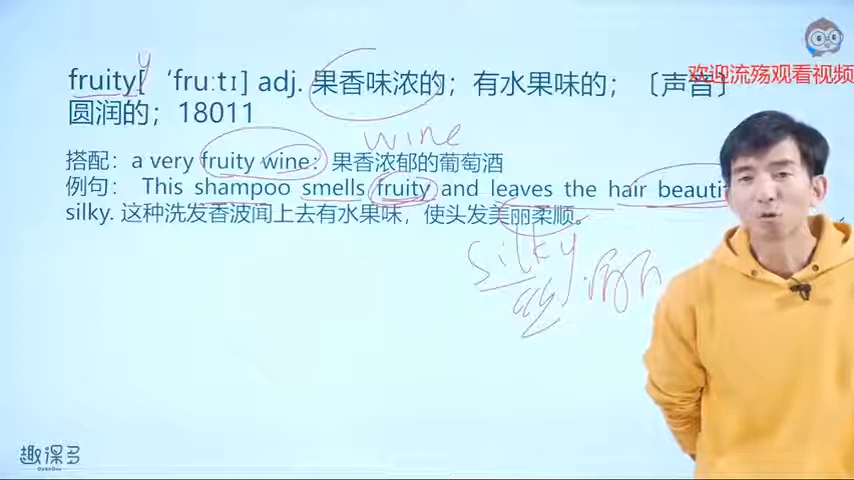 fruity[ 'fruːtɪ] adj. 果香味浓的；有水果味的；〔声音〕
欢迎流殇观看视频
圆润的；18011
y
wine
搭配：a very fruity wine：果香浓郁的葡萄酒
例句： This shampoo smells fruity and leaves the hair beauti
silky. 这种洗发香波闻上去有水果味，使头发美丽柔顺。
silky
丝
趣课多